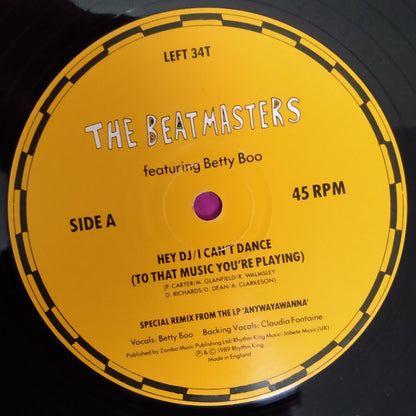 LEFT 34T
THE BEATMASTERS
featuring Betty Boo
SIDE A
45 RPM
HEY DJ/I CAN'T DANCE
(TO THAT MUSIC YOU'RE PLAYING)
(P. CARTER/M. GLANFIELD/R. WALMSLEY
D. RICHARDS/D. DEAN/A. CLARKESON)
SPECIAL REMIX FROM THE LP 'ANYWAYAWANNA'
Vocals: Betty Boo Backing Vocals: Claudia Fontaine
Published by Zomba Music Publishing Ltd/Rhythm King Music/Jobete Music (UK)
℗ & © 1989 Rhythm King
Made in England